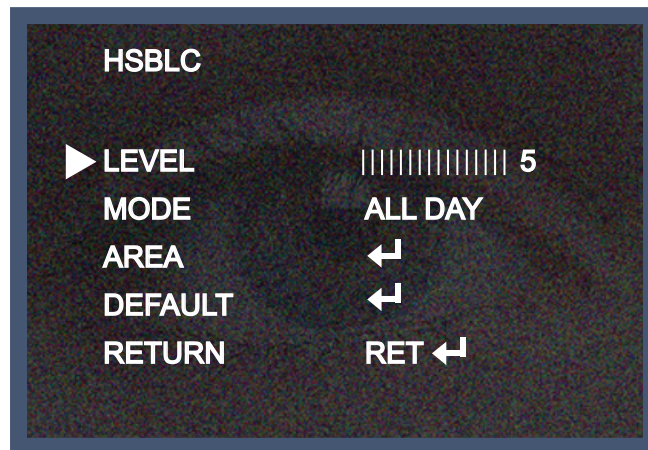 HSBLC
LEVEL |||||||||||||||| 5
MODE ALL DAY
AREA ↵
DEFAULT ↵
RETURN RET ↵